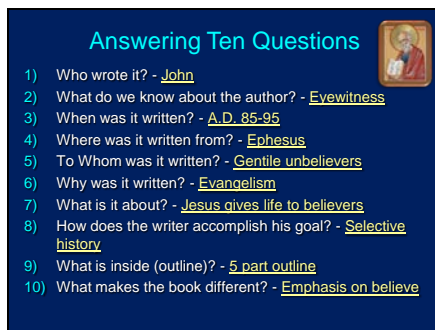 Answering Ten Questions
1) Who wrote it? - John
2) What do we know about the author? - Eyewitness
3) When was it written? - A.D. 85-95
4) Where was it written from? - Ephesus
5) To Whom was it written? - Gentile unbelievers
6) Why was it written? - Evangelism
7) What is it about? - Jesus gives life to believers
8) How does the writer accomplish his goal? - Selective
history
9) What is inside (outline)? - 5 part outline
10) What makes the book different? - Emphasis on believe